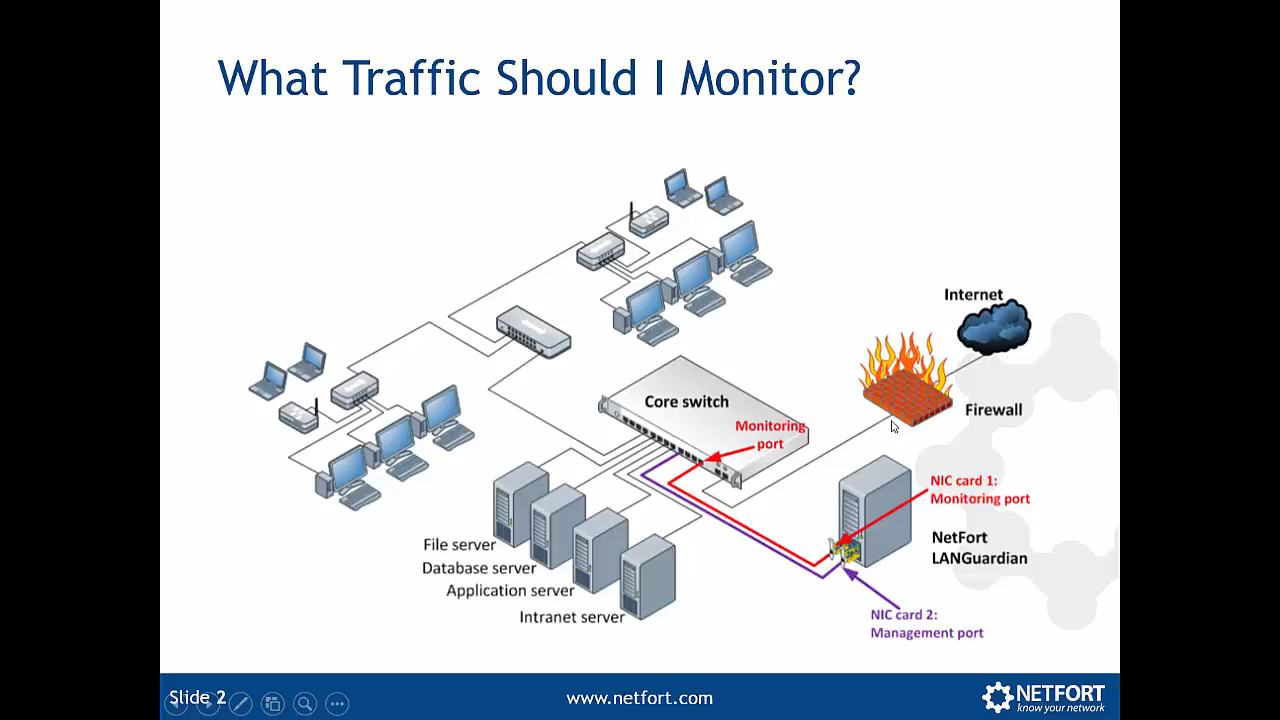 What Traffic Should I Monitor?
Internet
Core switch
Firewall
Monitoring
port
NIC card 1:
Monitoring port
NetFort
LANGuardian
File server
Database server
Application server
Intranet server
NIC card 2:
Management port
Slide 2
www.netfort.com
NETFORT
know your network